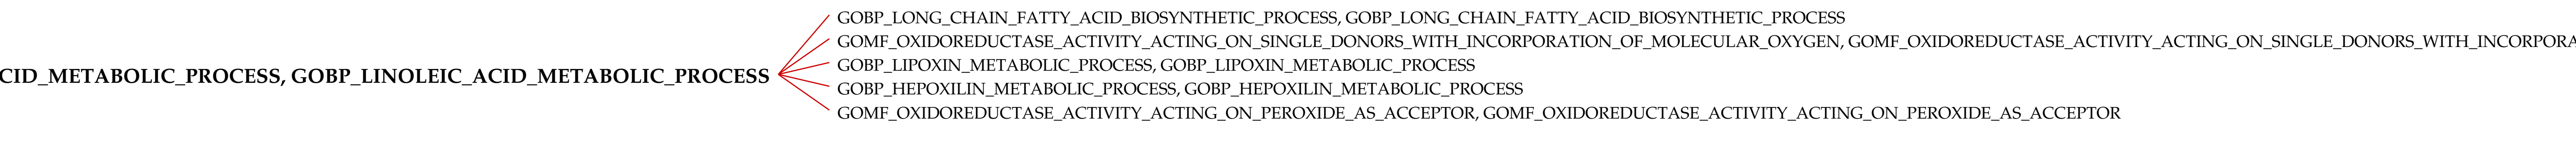 GOBP_LONG_CHAIN_FATTY_ACID_BIOSYNTHETIC_PROCESS, GOBP_LONG_CHAIN_FATTY_ACID_BIOSYNTHETIC_PROCESS
GOMF_OXIDOREDUCTASE_ACTIVITY_ACTING_ON_SINGLE_DONORS_WITH_INCORPORATION_OF_MOLECULAR_OXYGEN, GOMF_OXIDOREDUCTASE_ACTIVITY_ACTING_ON_SINGLE_DONORS_WITH_INCORPORA
GOBP_LIPOXIN_METABOLIC_PROCESS, GOBP_LIPOXIN_METABOLIC_PROCESS
CID_METABOLIC_PROCESS, GOBP_LINOLEIC_ACID_METABOLIC_PROCESS
GOBP_HEPOXILIN_METABOLIC_PROCESS, GOBP_HEPOXILIN_METABOLIC_PROCESS
GOMF_OXIDOREDUCTASE_ACTIVITY_ACTING_ON_PEROXIDE_AS_ACCEPTOR, GOMF_OXIDOREDUCTASE_ACTIVITY_ACTING_ON_PEROXIDE_AS_ACCEPTOR